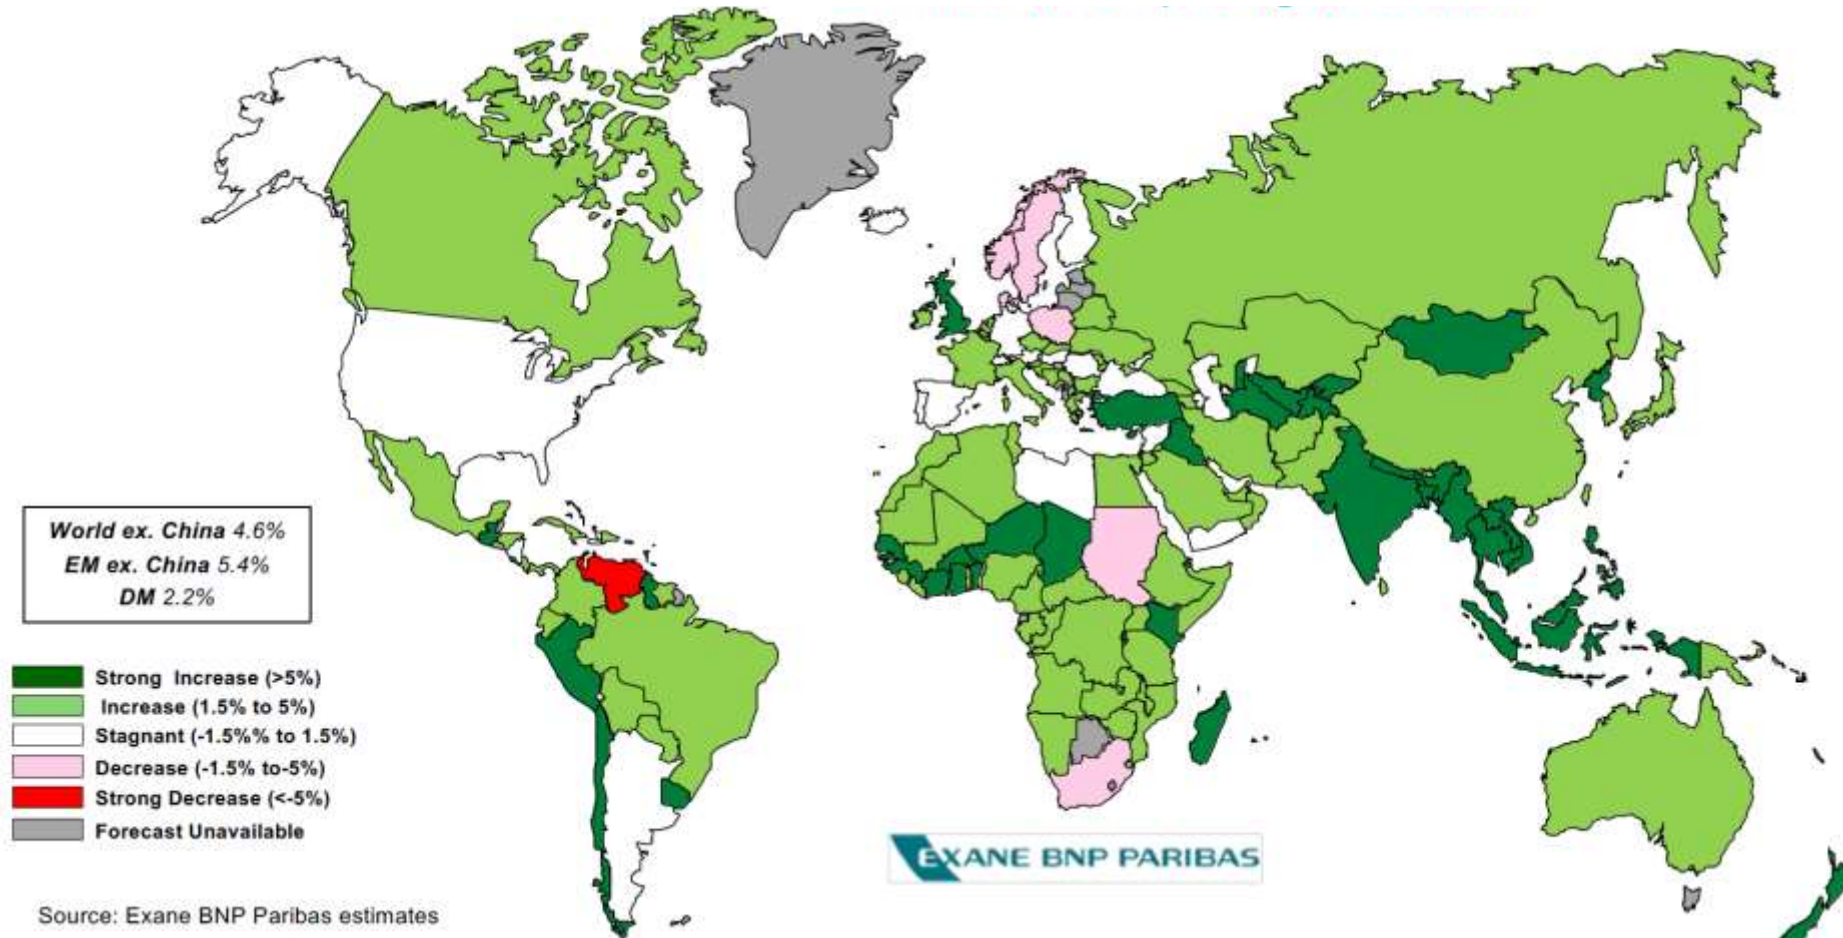 World ex. China 4.6%
EM ex. China 5.4%
DM 2.2%
Strong Increase (>5%)
Increase (1.5% to 5%)
Stagnant (-1.5%% to 1.5%)
Decrease (-1.5% to-5%)
Strong Decrease (<-5%)
Forecast Unavailable
EXANE BNP PARIBAS
Source: Exane BNP Paribas estimates